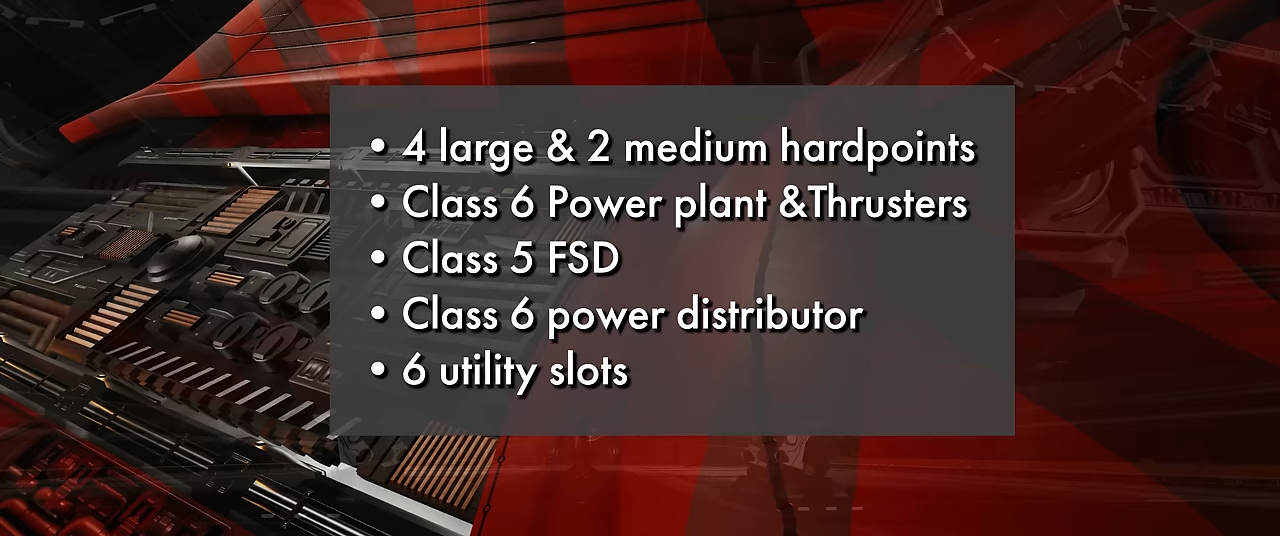 • 4 large & 2 medium hardpoints
• Class 6 Power plant &Thrusters
• Class 5 FSD
• Class 6 power distributor
• 6 utility slots